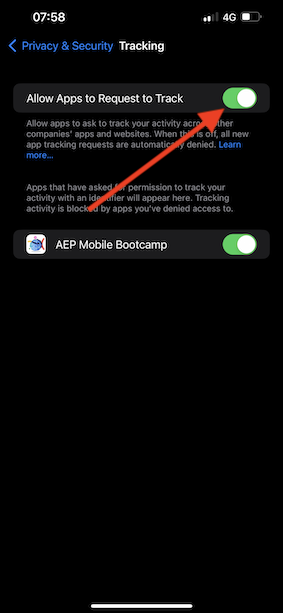 07:58 4G
Privacy & Security Tracking
Allow Apps to Request to Track
Allow apps to ask to track your activity across other
companies' apps and websites. When this is off, all new
app tracking requests are automatically denied. Learn
more...
Apps that have asked for permission to track your
activity with an identifier will appear here. Tracking
activity is blocked by apps you've denied access to.
AEP Mobile Bootcamp